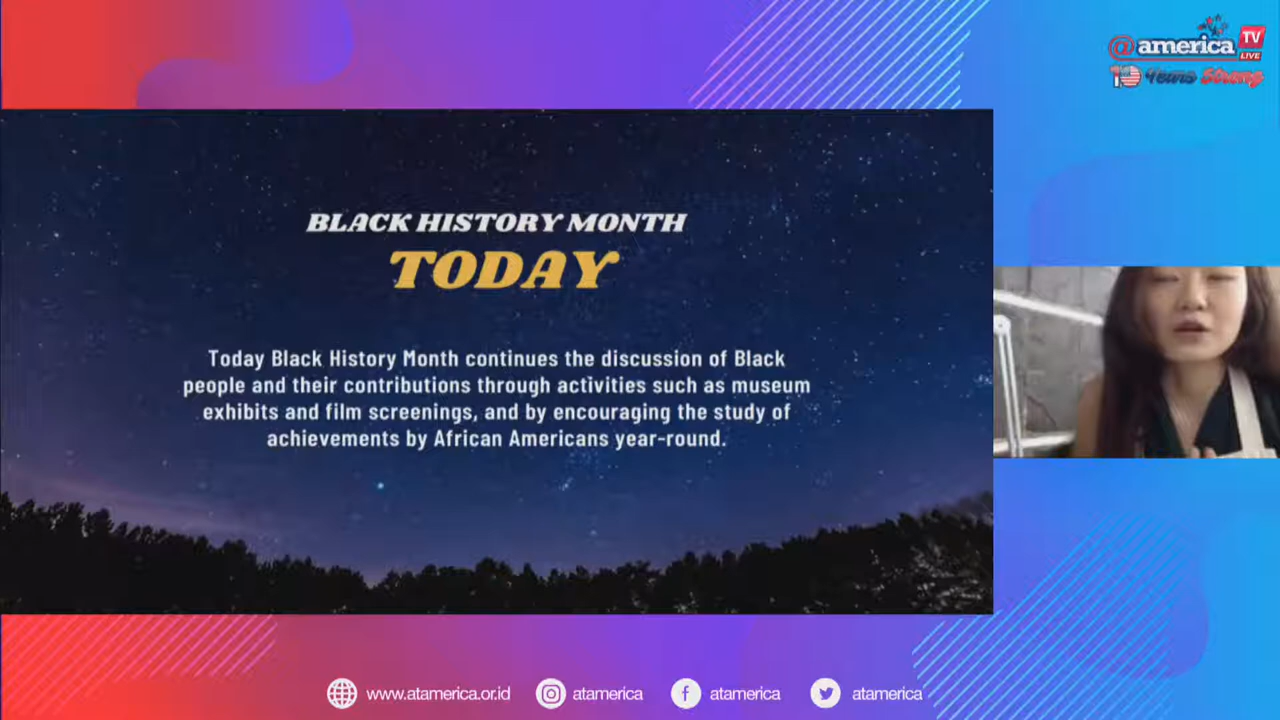 @america TV
LIVE
10 Years Strong
BLACK HISTORY MONTH
TODAY
Today Black History Month continues the discussion of Black
people and their contributions through activities such as museum
exhibits and film screenings, and by encouraging the study of
achievements by African Americans year-round.
www.atamerica.or.id atamerica atamerica atamerica